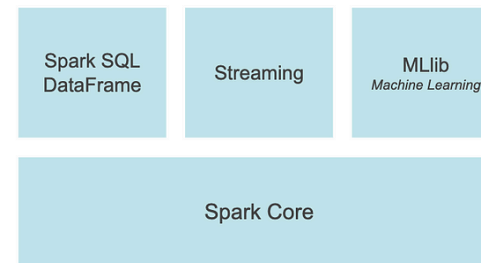 Spark SQL
DataFrame
Streaming
MLlib
Machine Learning
Spark Core